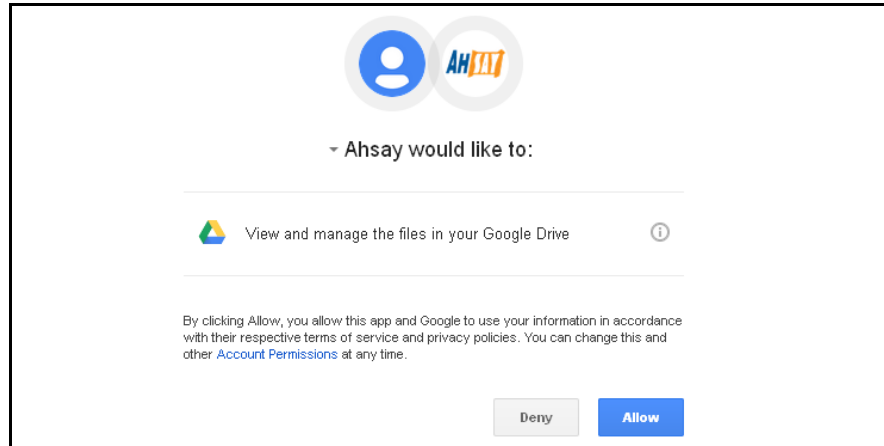 AHSAY
Ahsay would like to:
View and manage the files in your Google Drive
By clicking Allow, you allow this app and Google to use your information in accordance
with their respective terms of service and privacy policies. You can change this and
other Account Permissions at any time.
Deny Allow